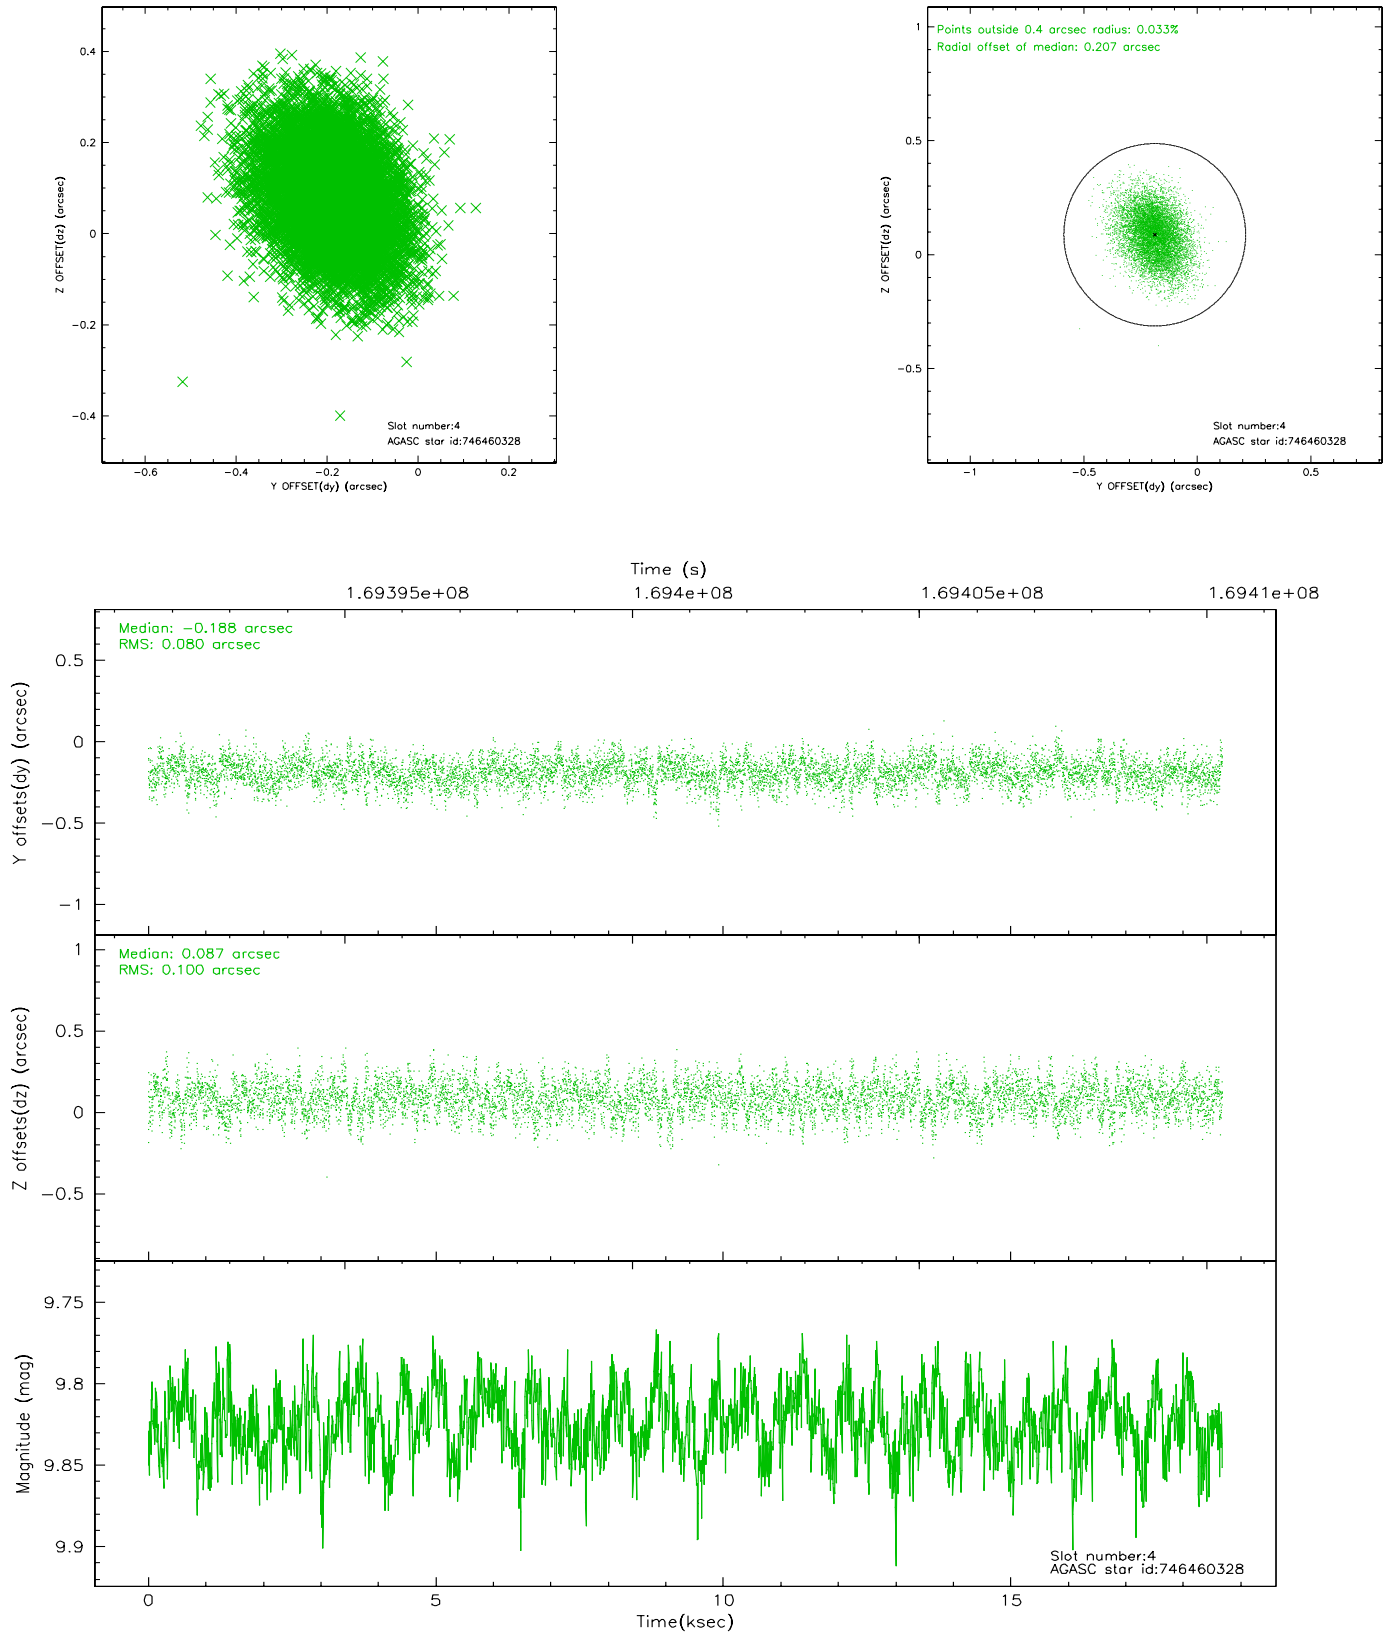 0.4
0.2
0
−0.2
−0.4
Z OFFSET(dz) (arcsec)
−0.6
−0.4
−0.2
0
0.2
Y OFFSET(dy) (arcsec)
Slot number:4
AGASC star id:746460328
Points outside 0.4 arcsec radius: 0.033%
Radial offset of median: 0.207 arcsec
1
0.5
0
−0.5
Z OFFSET(dz) (arcsec)
−1
−0.5
0
0.5
Y OFFSET(dy) (arcsec)
Slot number:4
AGASC star id:746460328
Time (s)
1.69395e+08
1.694e+08
1.69405e+08
1.6941e+08
Median: −0.188 arcsec
RMS: 0.080 arcsec
0.5
0
−0.5
−1
Y offsets(dy) (arcsec)
Median: 0.087 arcsec
RMS: 0.100 arcsec
1
0.5
0
−0.5
Z offsets(dz) (arcsec)
9.75
9.8
9.85
9.9
Magnitude (mag)
Slot number:4
AGASC star id:746460328
0
5
10
15
Time(ksec)